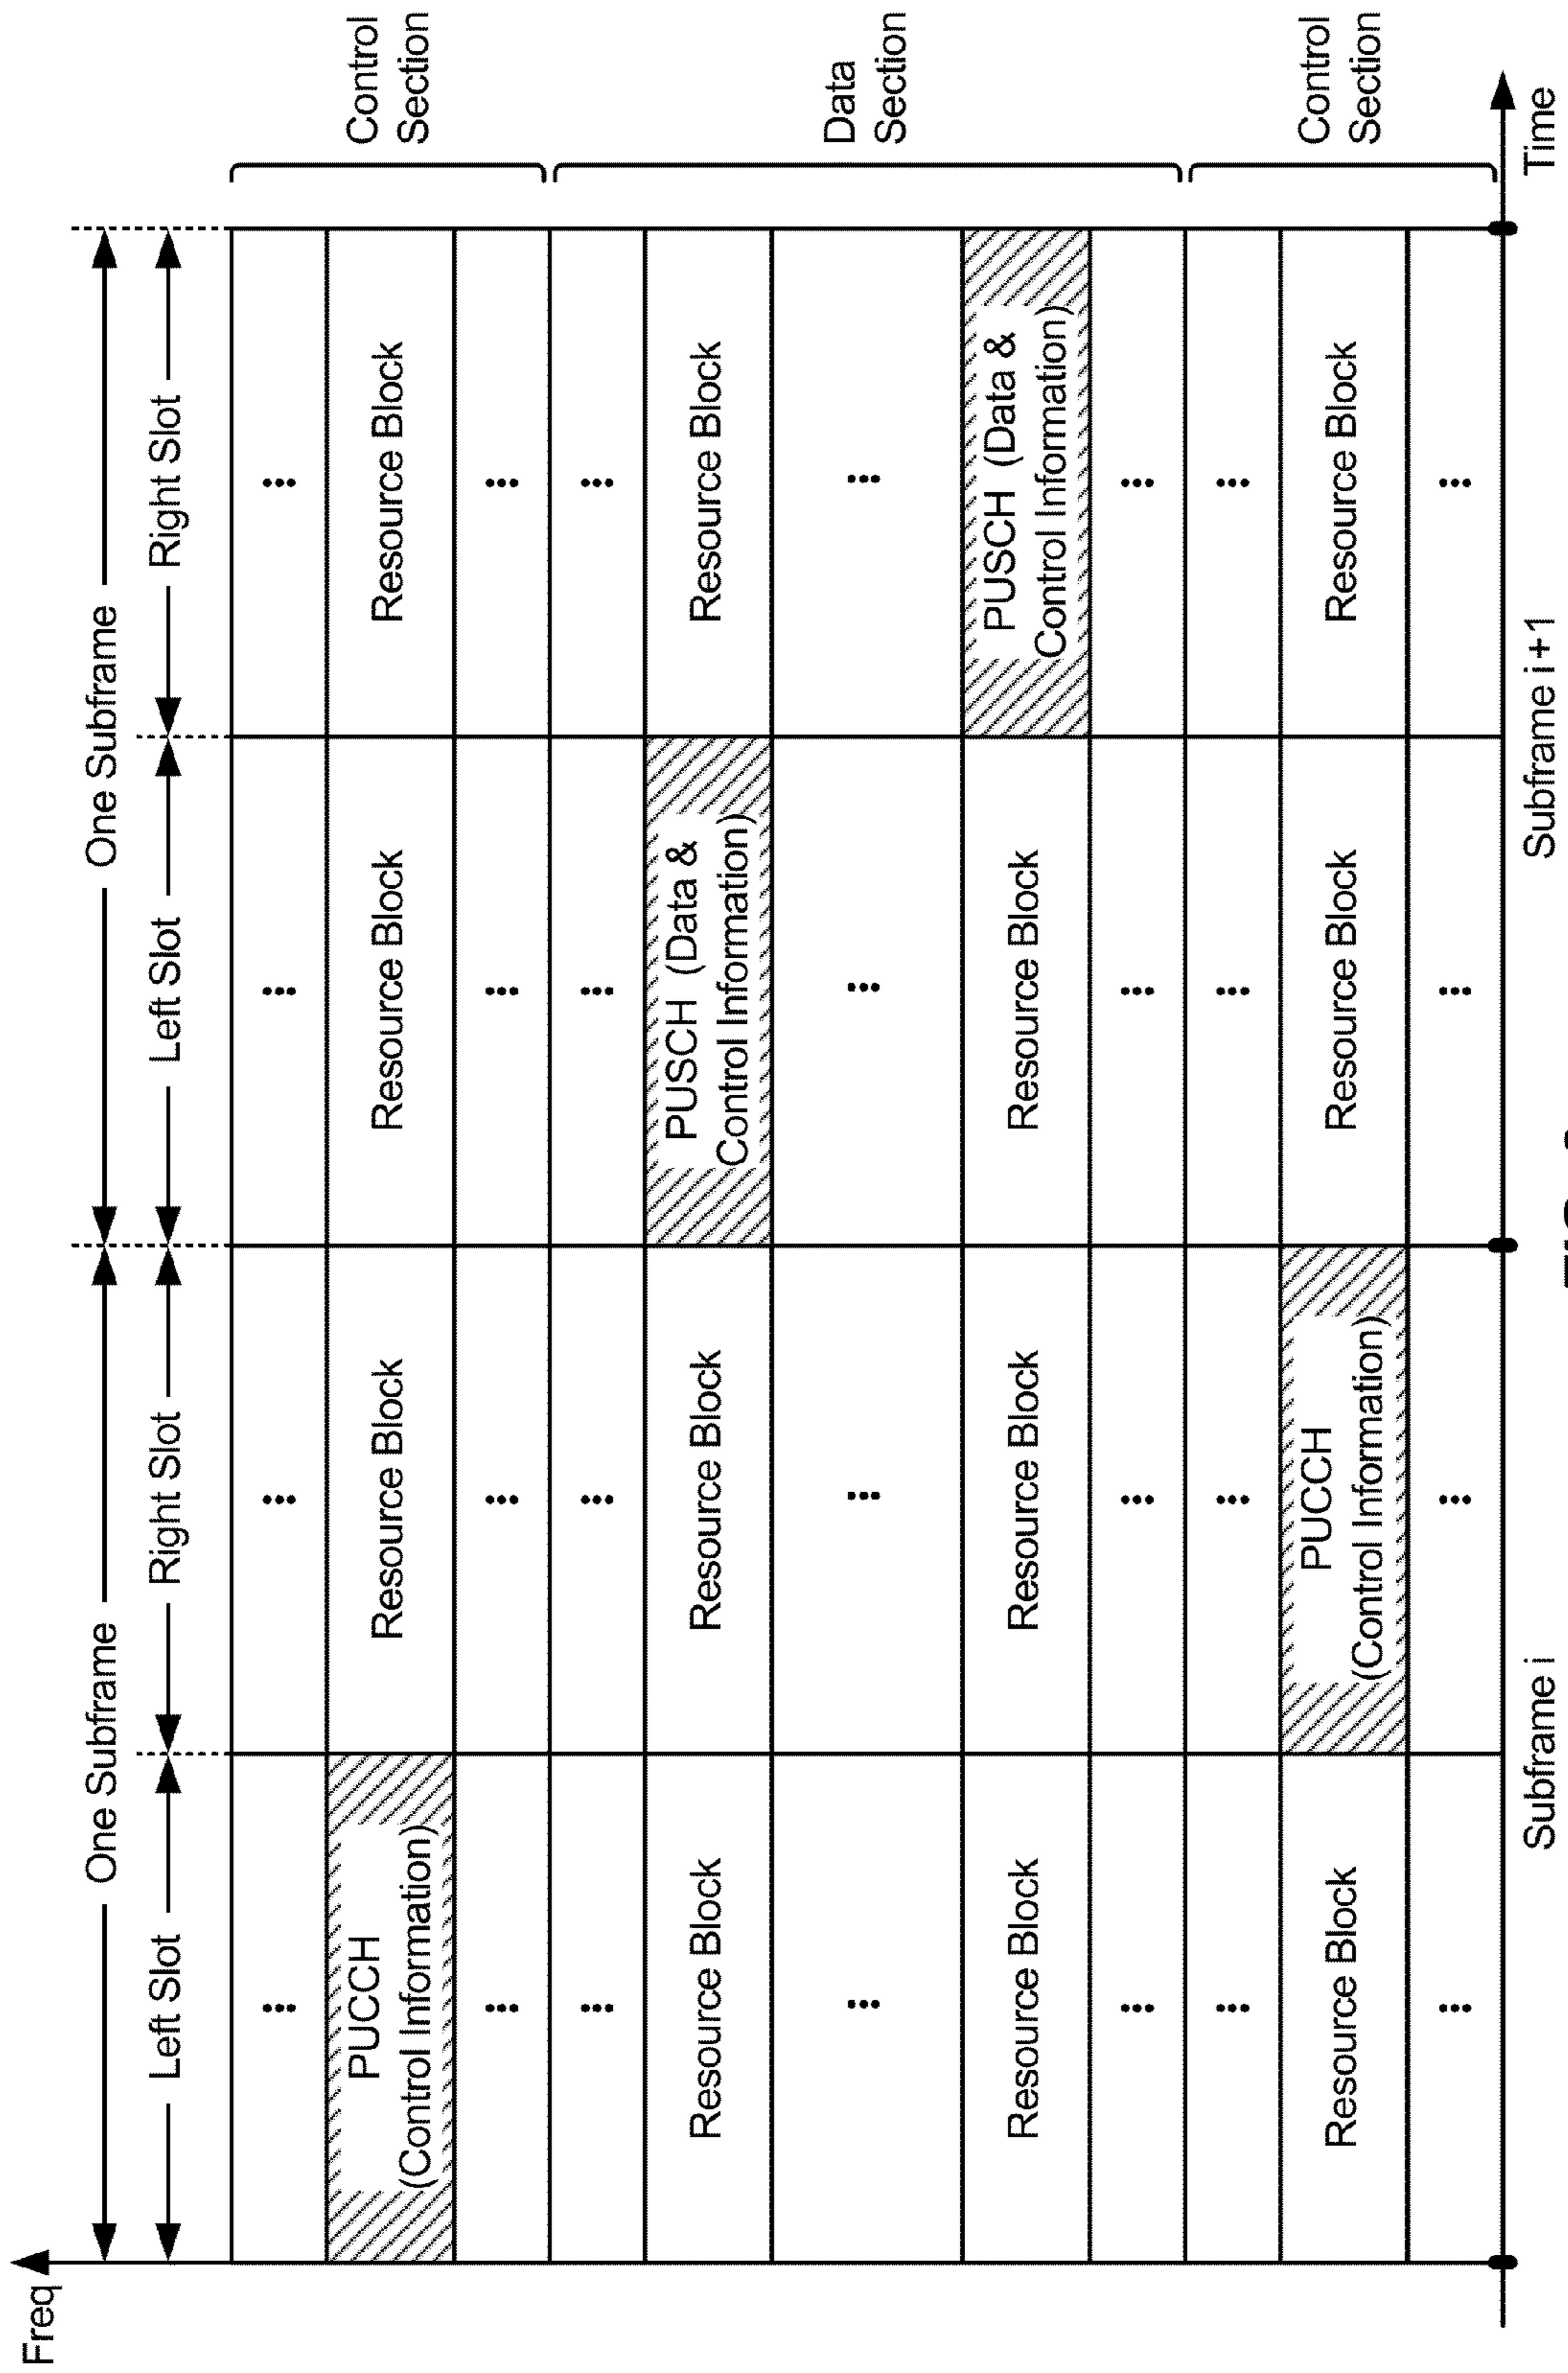 Freq
One Subframe
One Subframe
Left Slot
Right Slot
Left Slot
Right Slot
...
...
...
...
PUCCH
(Control Information)
Resource Block
Resource Block
Resource Block
Control
Section
...
...
...
...
...
...
...
...
Resource Block
Resource Block
PUSCH (Data &
Control Information)
Resource Block
...
...
...
...
Data
Section
Resource Block
Resource Block
Resource Block
PUSCH (Data &
Control Information)
...
...
...
...
...
...
...
...
Resource Block
PUCCH
(Control Information)
Resource Block
Resource Block
Control
Section
...
...
...
...
Subframe i
Subframe i+1
Time